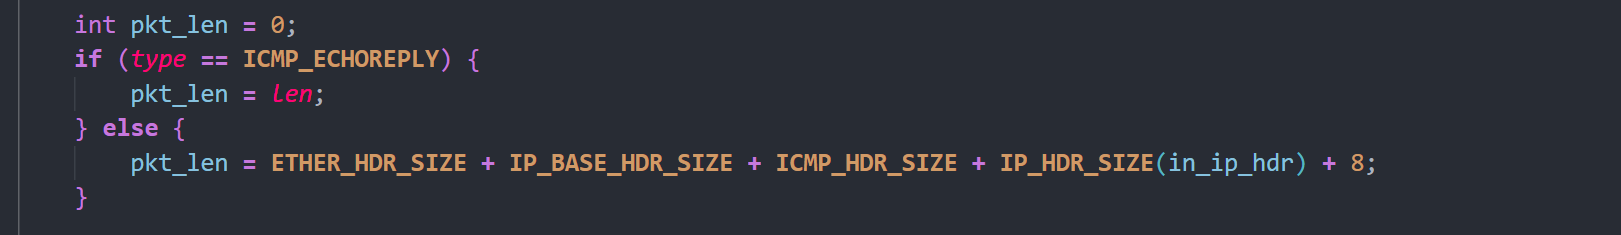 int pkt_len = 0;
if (type == ICMP_ECHOREPLY) {
pkt_len = len;
} else {
pkt_len = ETHER_HDR_SIZE + IP_BASE_HDR_SIZE + ICMP_HDR_SIZE + IP_HDR_SIZE(in_ip_hdr) + 8;
}